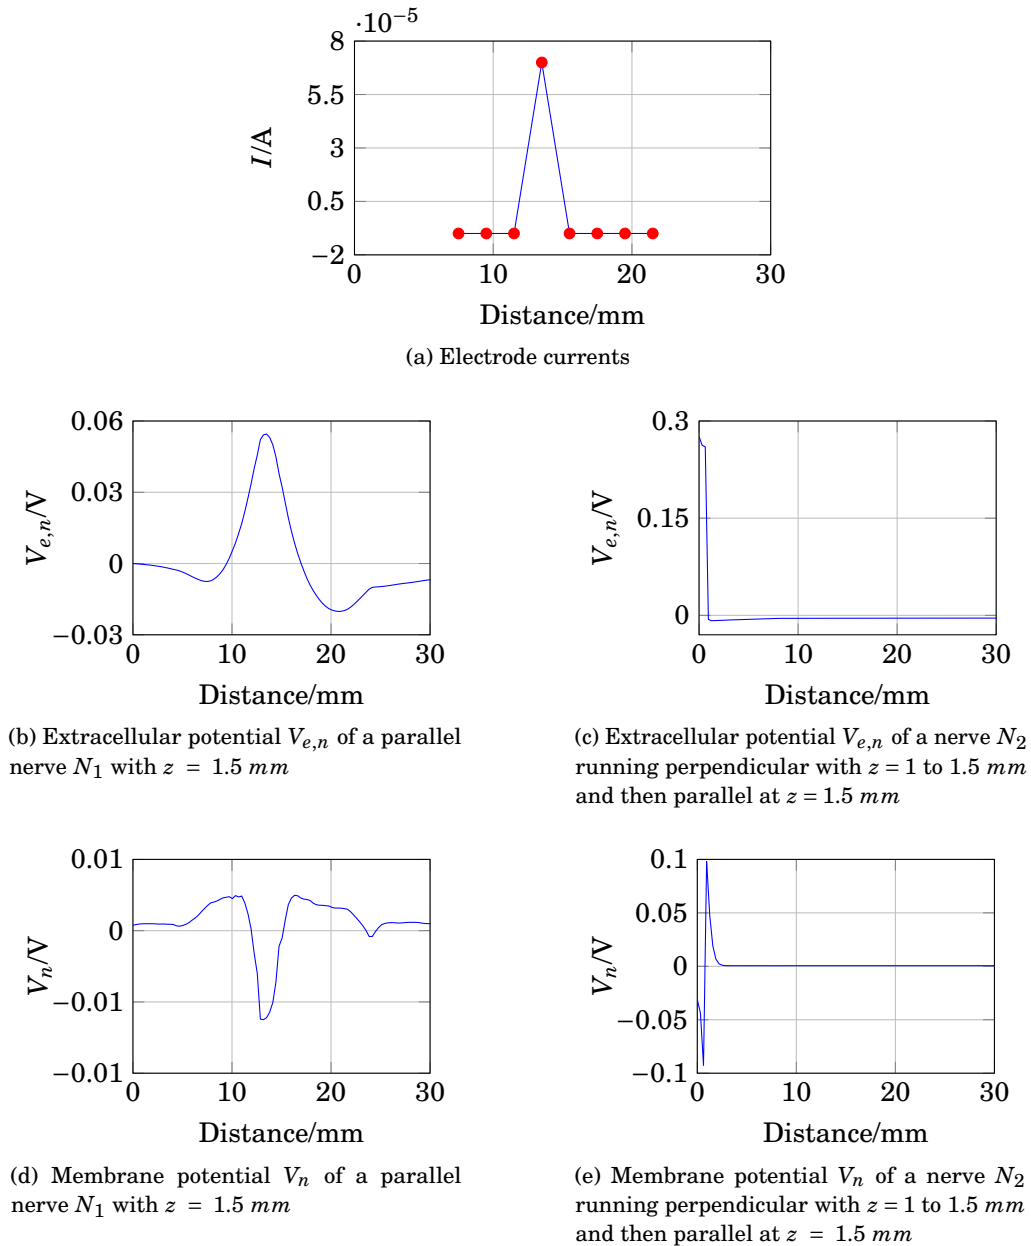 ·10⁻⁵
8
5.5
3
0.5
−2
I/A
0 10 20 30
Distance/mm
(a) Electrode currents
0.06
0.03
0
−0.03
V_{e,n}/V
0 10 20 30
Distance/mm
(b) Extracellular potential V_{e,n} of a parallel
nerve N_1 with z = 1.5 mm
0.3
0.15
0
V_{e,n}/V
0 10 20 30
Distance/mm
(c) Extracellular potential V_{e,n} of a nerve N_2
running perpendicular with z = 1 to 1.5 mm
and then parallel at z = 1.5 mm
0.01
0
−0.01
−0.01
V_n/V
0 10 20 30
Distance/mm
(d) Membrane potential V_n of a parallel
nerve N_1 with z = 1.5 mm
0.1
0.05
0
−0.05
−0.1
V_n/V
0 10 20 30
Distance/mm
(e) Membrane potential V_n of a nerve N_2
running perpendicular with z = 1 to 1.5 mm
and then parallel at z = 1.5 mm